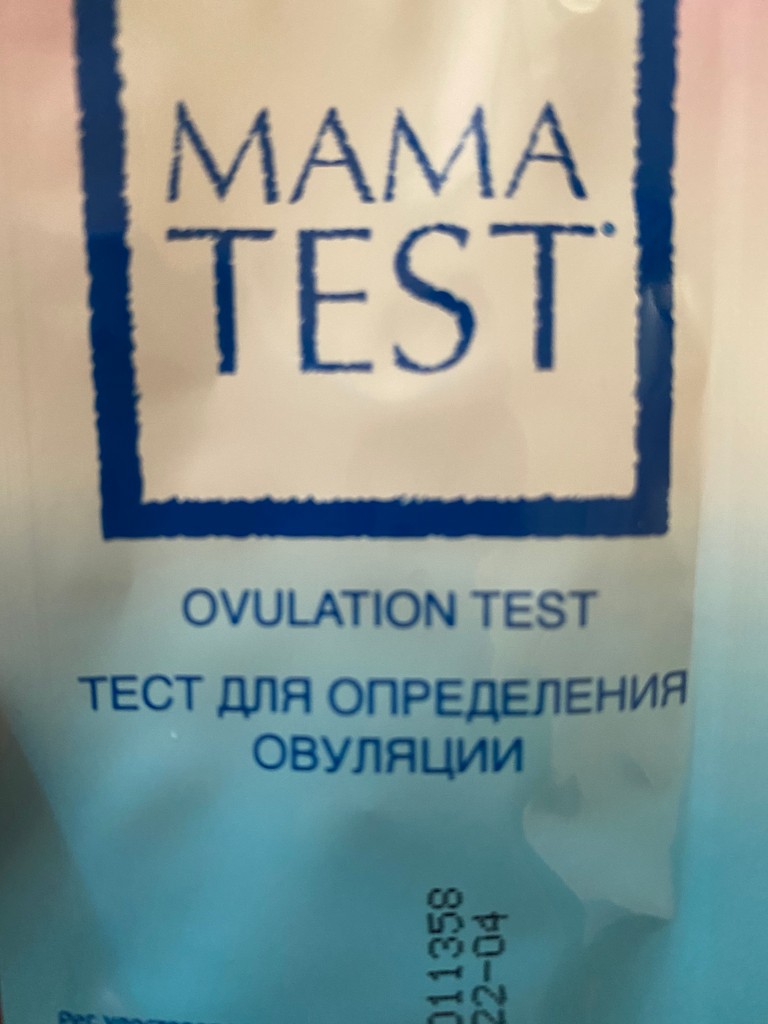 MAMA
TEST
OVULATION TEST
ТЕСТ ДЛЯ ОПРЕДЕЛЕНИЯ
ОВУЛЯЦИИ
011358
22-04